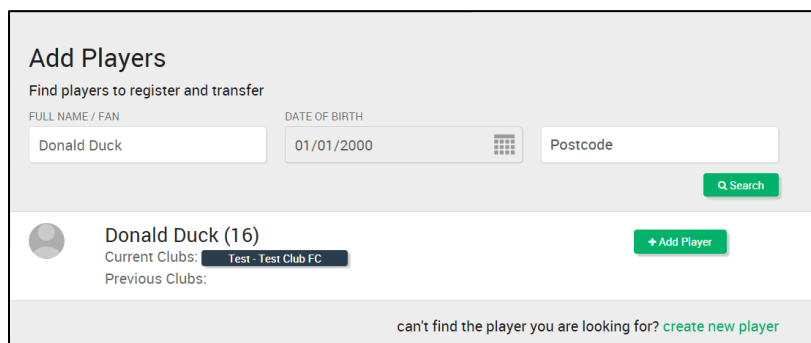 Add Players
Find players to register and transfer
FULL NAME / FAN
DATE OF BIRTH
Donald Duck
01/01/2000
Postcode
Search
Donald Duck (16)
+ Add Player
Current Clubs: Test - Test Club FC
Previous Clubs:
can't find the player you are looking for? create new player